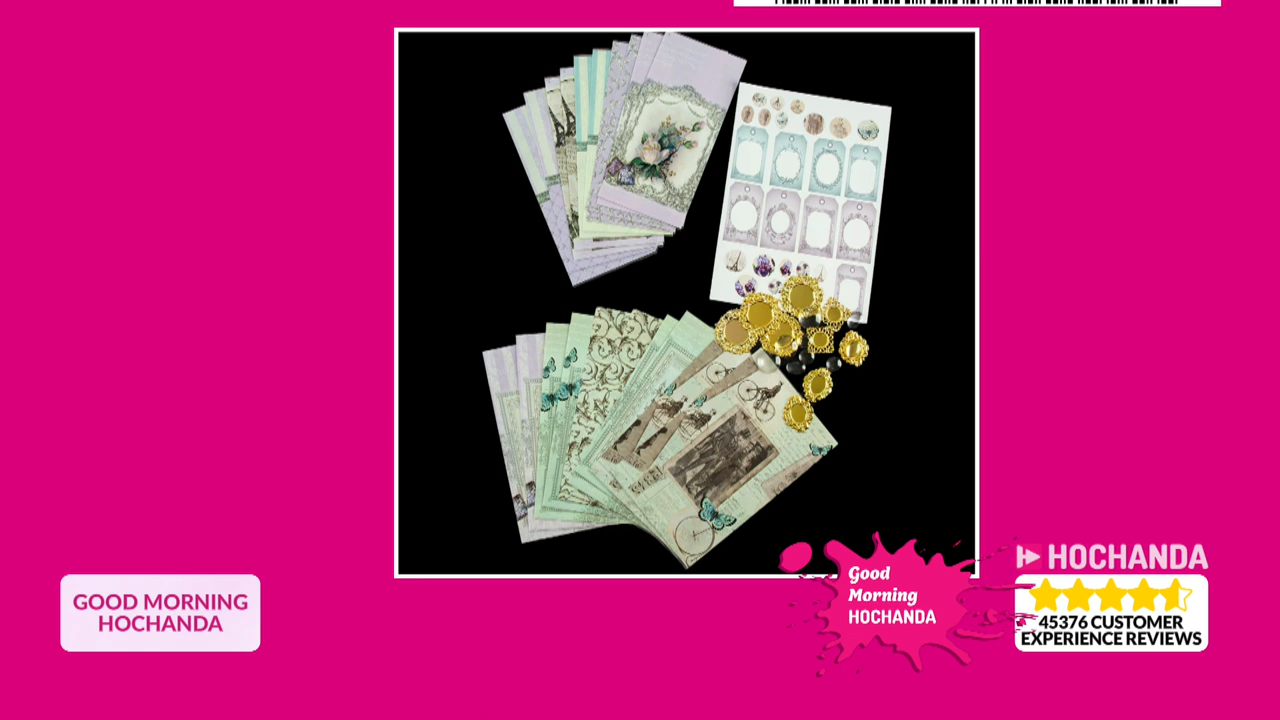 GOOD MORNING
HOCHANDA
Good
Morning
HOCHANDA
HOCHANDA
45376 CUSTOMER
EXPERIENCE REVIEWS